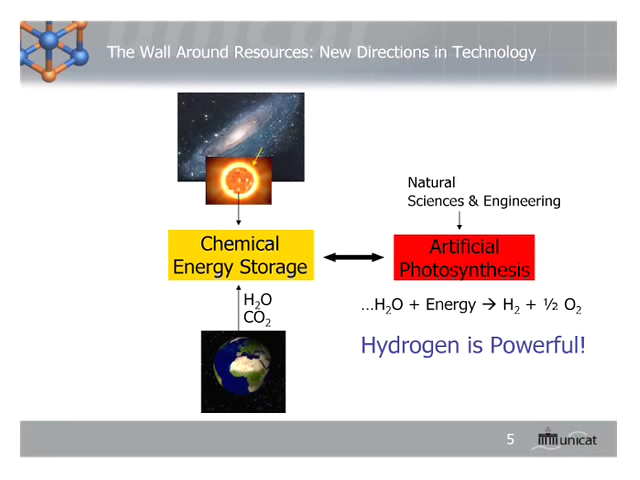 The Wall Around Resources: New Directions in Technology
Natural
Sciences & Engineering
Chemical
Energy Storage
Artificial
Photosynthesis
H₂O
CO₂
…H₂O + Energy → H₂ + ½ O₂
Hydrogen is Powerful!
5
unicat